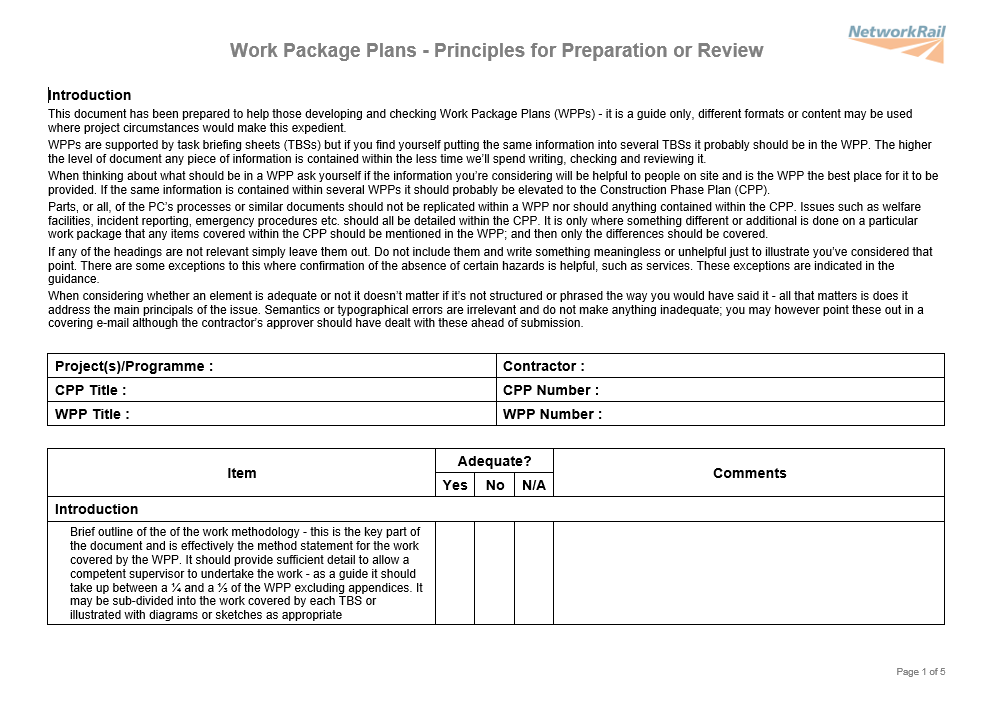 NetworkRail
Work Package Plans - Principles for Preparation or Review
Introduction
This document has been prepared to help those developing and checking Work Package Plans (WPPs) - it is a guide only, different formats or content may be used
where project circumstances would make this expedient.
WPPs are supported by task briefing sheets (TBSs) but if you find yourself putting the same information into several TBSs it probably should be in the WPP. The higher
the level of document any piece of information is contained within the less time we'll spend writing, checking and reviewing it.
When thinking about what should be in a WPP ask yourself if the information you're considering will be helpful to people on site and is the WPP the best place for it to be
provided. If the same information is contained within several WPPs it should probably be elevated to the Construction Phase Plan (CPP).
Parts, or all, of the PC's processes or similar documents should not be replicated within a WPP nor should anything contained within the CPP. Issues such as welfare
facilities, incident reporting, emergency procedures etc. should all be detailed within the CPP. It is only where something different or additional is done on a particular
work package that any items covered within the CPP should be mentioned in the WPP; and then only the differences should be covered.
If any of the headings are not relevant simply leave them out. Do not include them and write something meaningless or unhelpful just to illustrate you've considered that
point. There are some exceptions to this where confirmation of the absence of certain hazards is helpful, such as services. These exceptions are indicated in the
guidance.
When considering whether an element is adequate or not it doesn't matter if it's not structured or phrased the way you would have said it - all that matters is does it
address the main principals of the issue. Semantics or typographical errors are irrelevant and do not make anything inadequate; you may however point these out in a
covering e-mail although the contractor's approver should have dealt with these ahead of submission.
Project(s)/Programme :
Contractor :
CPP Title :
CPP Number :
WPP Title :
WPP Number :
Item
Adequate?
Comments
Yes
No
N/A
Introduction
Brief outline of the of the work methodology - this is the key part of
the document and is effectively the method statement for the work
covered by the WPP. It should provide sufficient detail to allow a
competent supervisor to undertake the work - as a guide it should
take up between a ¼ and a ⅓ of the WPP excluding appendices. It
may be sub-divided into the work covered by each TBS or
illustrated with diagrams or sketches as appropriate
Page 1 of 5